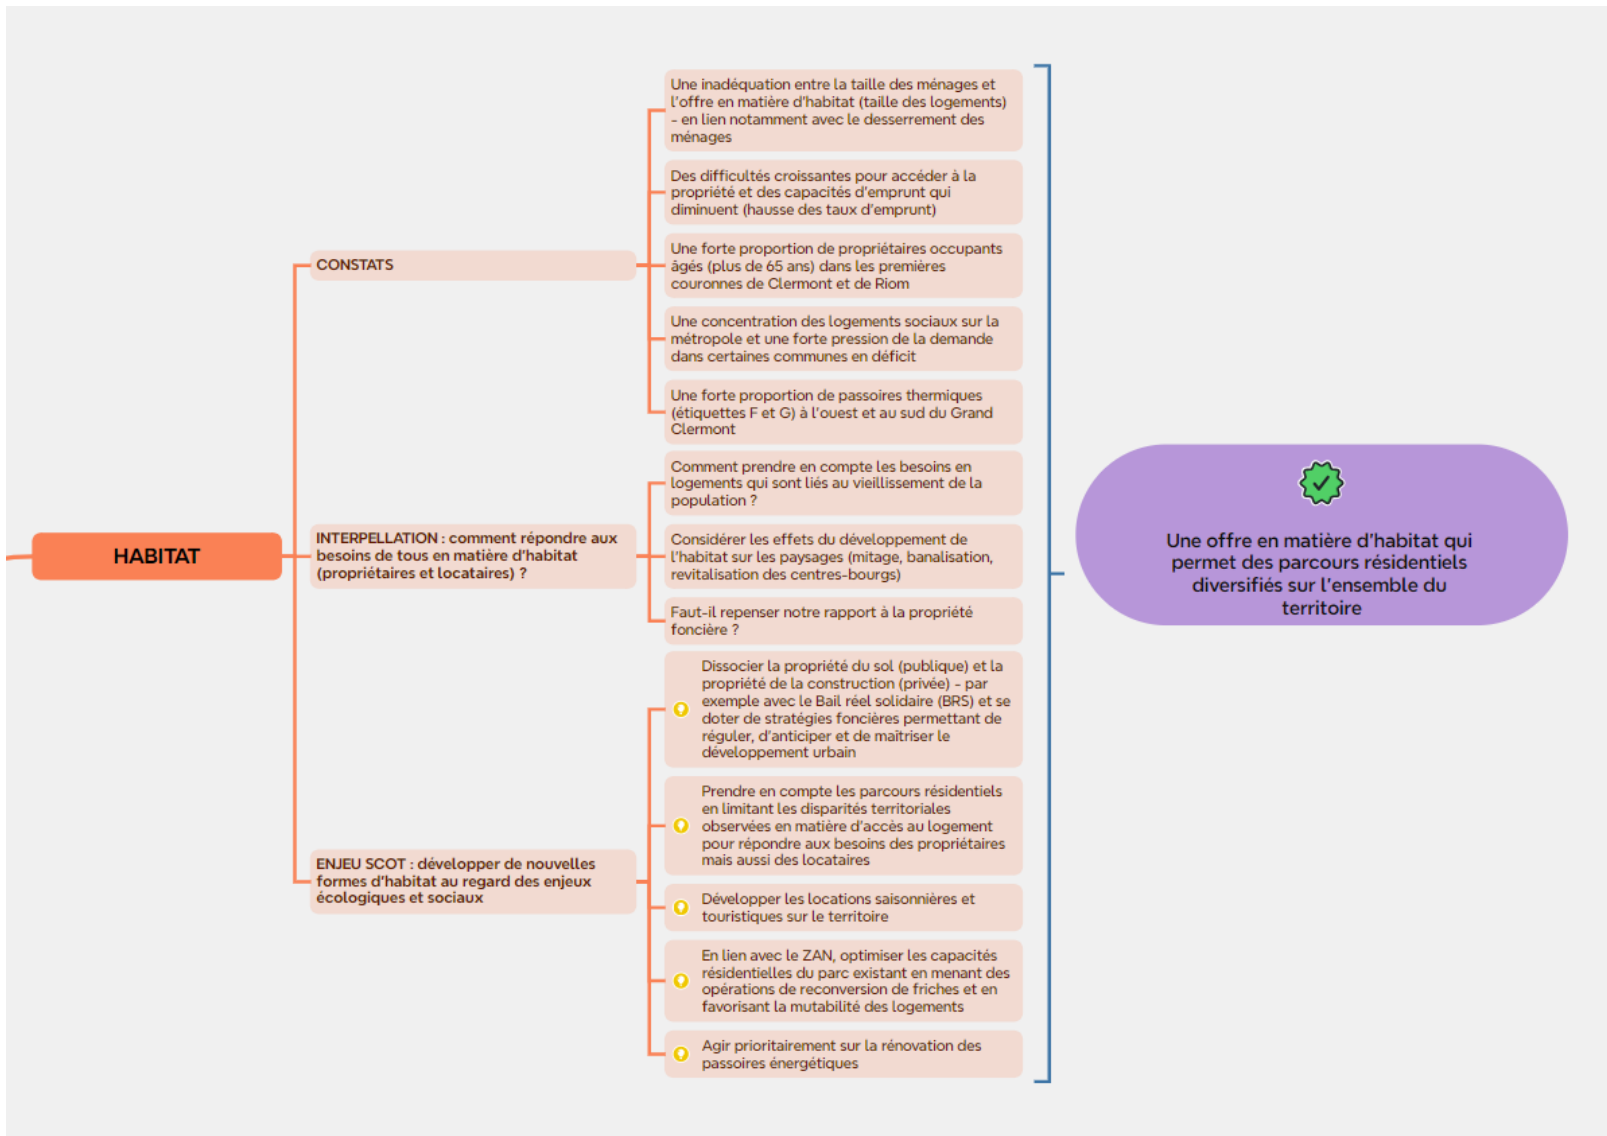 HABITAT
CONSTATS
Une inadéquation entre la taille des ménages et
l'offre en matière d'habitat (taille des logements)
- en lien notamment avec le desserrement des
ménages
Des difficultés croissantes pour accéder à la
propriété et des capacités d'emprunt qui
diminuent (hausse des taux d'emprunt)
Une forte proportion de propriétaires occupants
âgés (plus de 65 ans) dans les premières
couronnes de Clermont et de Riom
Une concentration des logements sociaux sur la
métropole et une forte pression de la demande
dans certaines communes en déficit
Une forte proportion de passoires thermiques
(étiquettes F et G) à l'ouest et au sud du Grand
Clermont
INTERPELLATION : comment répondre aux
besoins de tous en matière d'habitat
(propriétaires et locataires) ?
Comment prendre en compte les besoins en
logements qui sont liés au vieillissement de la
population ?
Considérer les effets du développement de
l'habitat sur les paysages (mitage, banalisation,
revitalisation des centres-bourgs)
Faut-il repenser notre rapport à la propriété
foncière ?
ENJEU SCOT : développer de nouvelles
formes d'habitat au regard des enjeux
écologiques et sociaux
Dissocier la propriété du sol (publique) et la
propriété de la construction (privée) - par
exemple avec le Bail réel solidaire (BRS) et se
doter de stratégies foncières permettant de
réguler, d'anticiper et de maîtriser le
développement urbain
Prendre en compte les parcours résidentiels
en limitant les disparités territoriales
observées en matière d'accès au logement
pour répondre aux besoins des propriétaires
mais aussi des locataires
Développer les locations saisonnières et
touristiques sur le territoire
En lien avec le ZAN, optimiser les capacités
résidentielles du parc existant en menant des
opérations de reconversion de friches et en
favorisant la mutabilité des logements
Agir prioritairement sur la rénovation des
passoires énergétiques
Une offre en matière d'habitat qui
permet des parcours résidentiels
diversifiés sur l'ensemble du
territoire